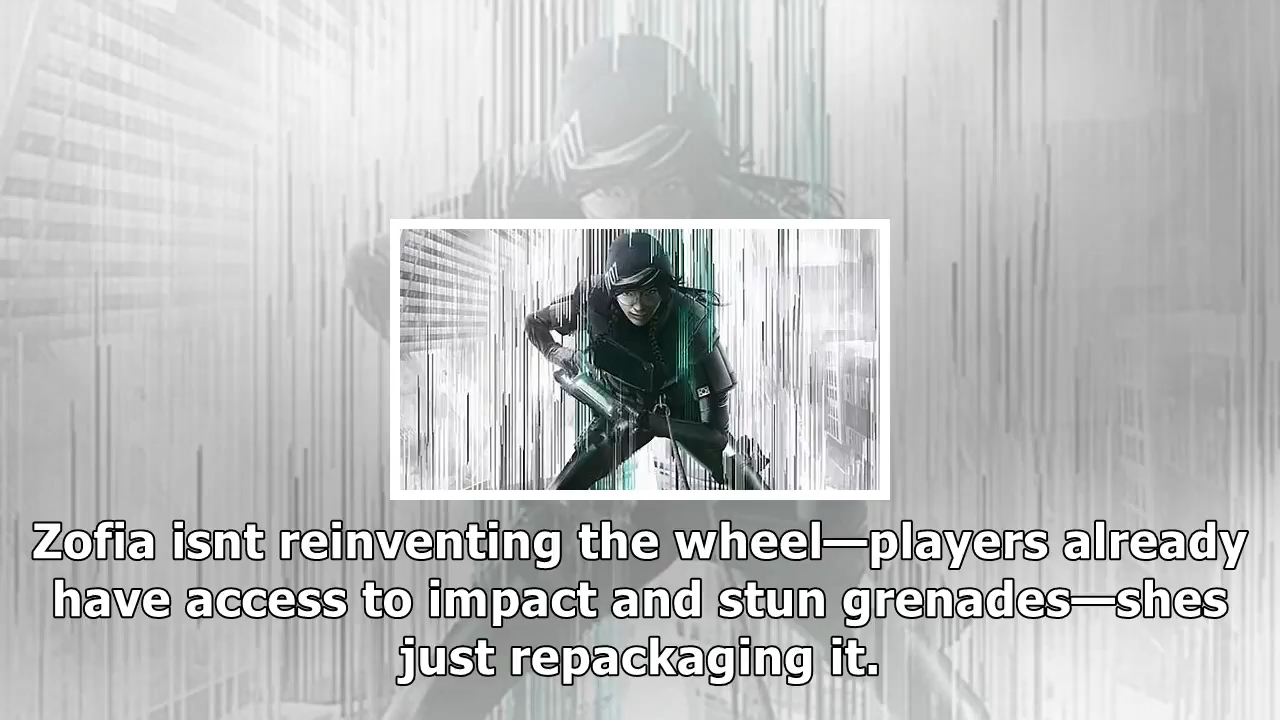 Zofia isnt reinventing the wheel—players already
have access to impact and stun grenades—shes
just repackaging it.